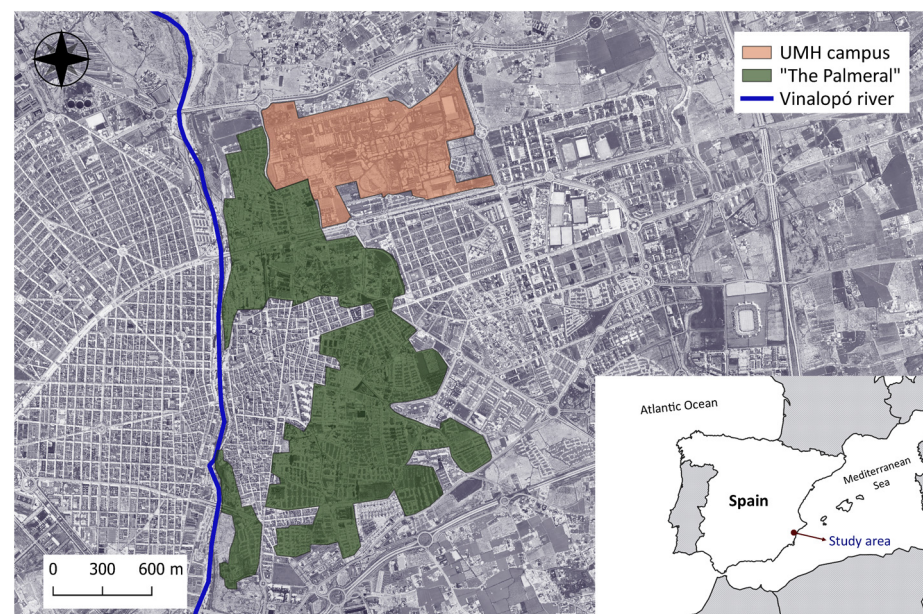 UMH campus
"The Palmeral"
Vinalopó river
Atlantic Ocean
Mediterranean
Sea
Spain
Study area
0 300 600 m